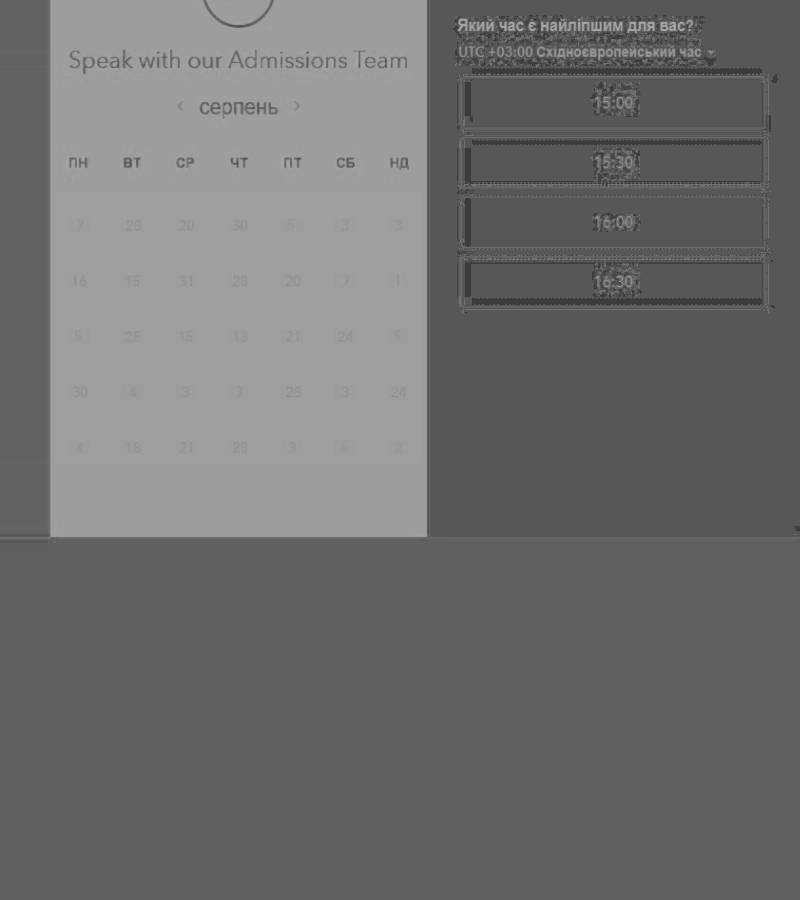 Speak with our Admissions Team
< серпень >
ПН ВТ СР ЧТ ПТ СБ НД
7 28 20 30 5 3 3
16 15 31 28 20 7 1
5 25 15 13 21 24 5
30 4 3 7 28 3 24
4 18 21 28 3 5 2
Який час є найліпшим для вас?
UTC +03:00 Східноєвропейський час
15:00
15:30
16:00
16:30